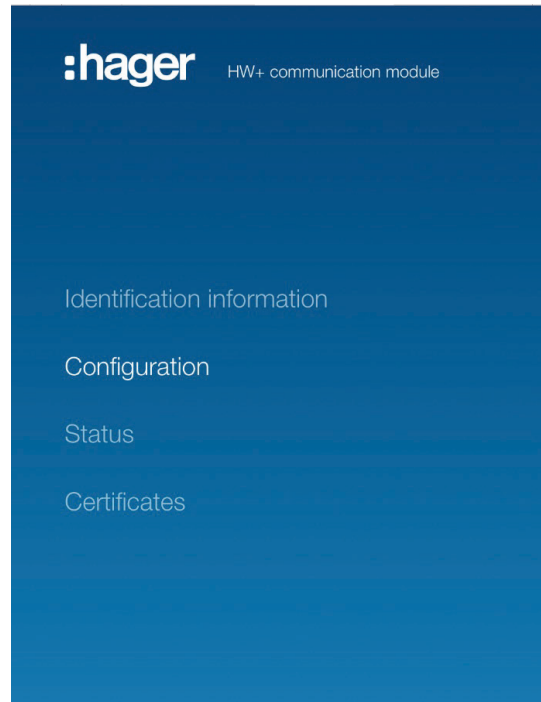 :hager HW+ communication module
Identification information
Configuration
Status
Certificates